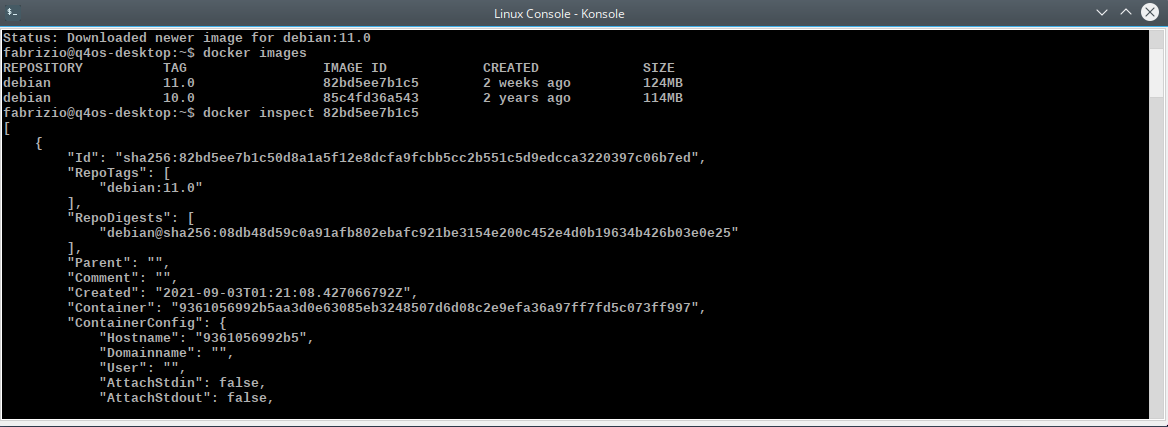 Linux Console - Konsole
Status: Downloaded newer image for debian:11.0
fabrizio@q4os-desktop:~$ docker images
REPOSITORY          TAG                 IMAGE ID            CREATED             SIZE
debian              11.0                82bd5ee7b1c5        2 weeks ago         124MB
debian              10.0                85c4fd36a543        2 years ago         114MB
fabrizio@q4os-desktop:~$ docker inspect 82bd5ee7b1c5
[
    {
        "Id": "sha256:82bd5ee7b1c50d8a1a5f12e8dcfa9fcbb5cc2b551c5d9edcca3220397c06b7ed",
        "RepoTags": [
            "debian:11.0"
        ],
        "RepoDigests": [
            "debian@sha256:08db48d59c0a91afb802ebafc921be3154e200c452e4d0b19634b426b03e0e25"
        ],
        "Parent": "",
        "Comment": "",
        "Created": "2021-09-03T01:21:08.427066792Z",
        "Container": "9361056992b5aa3d0e63085eb3248507d6d08c2e9efa36a97ff7fd5c073ff997",
        "ContainerConfig": {
            "Hostname": "9361056992b5",
            "Domainname": "",
            "User": "",
            "AttachStdin": false,
            "AttachStdout": false,